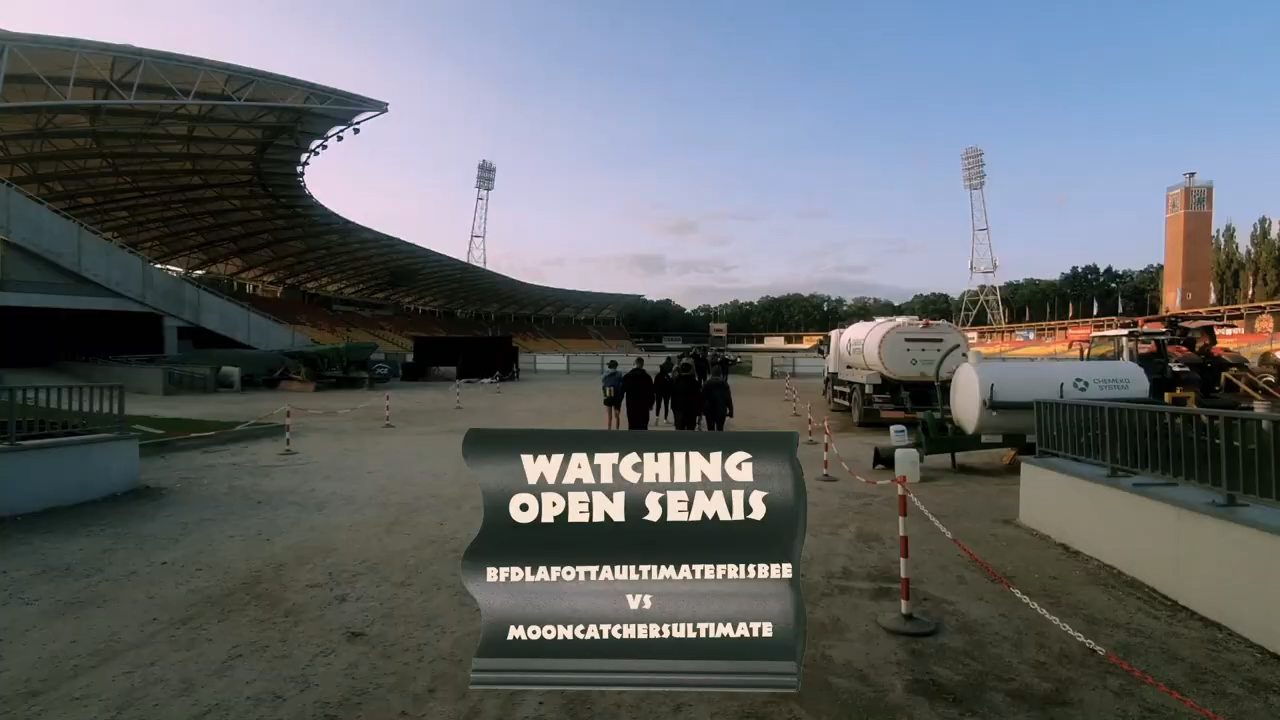 WATCHING
OPEN SEMIS
BFDLAFOTTAULTIMATEFRISBEE
VS
MOONCATCHERSULTIMATE
CHEMEKO
SYSTEM